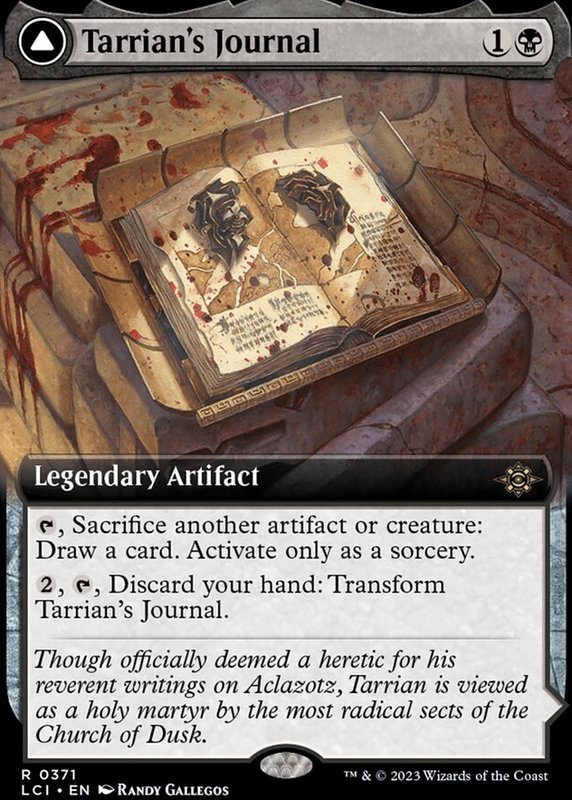 Tarrian's Journal 1
Legendary Artifact
, Sacrifice another artifact or creature:
Draw a card. Activate only as a sorcery.
2, , Discard your hand: Transform
Tarrian's Journal.
Though officially deemed a heretic for his
reverent writings on Aclazotz, Tarrian is viewed
as a holy martyr by the most radical sects of the
Church of Dusk.
R 0371
LCI • EN Randy Gallegos
™ & © 2023 Wizards of the Coast